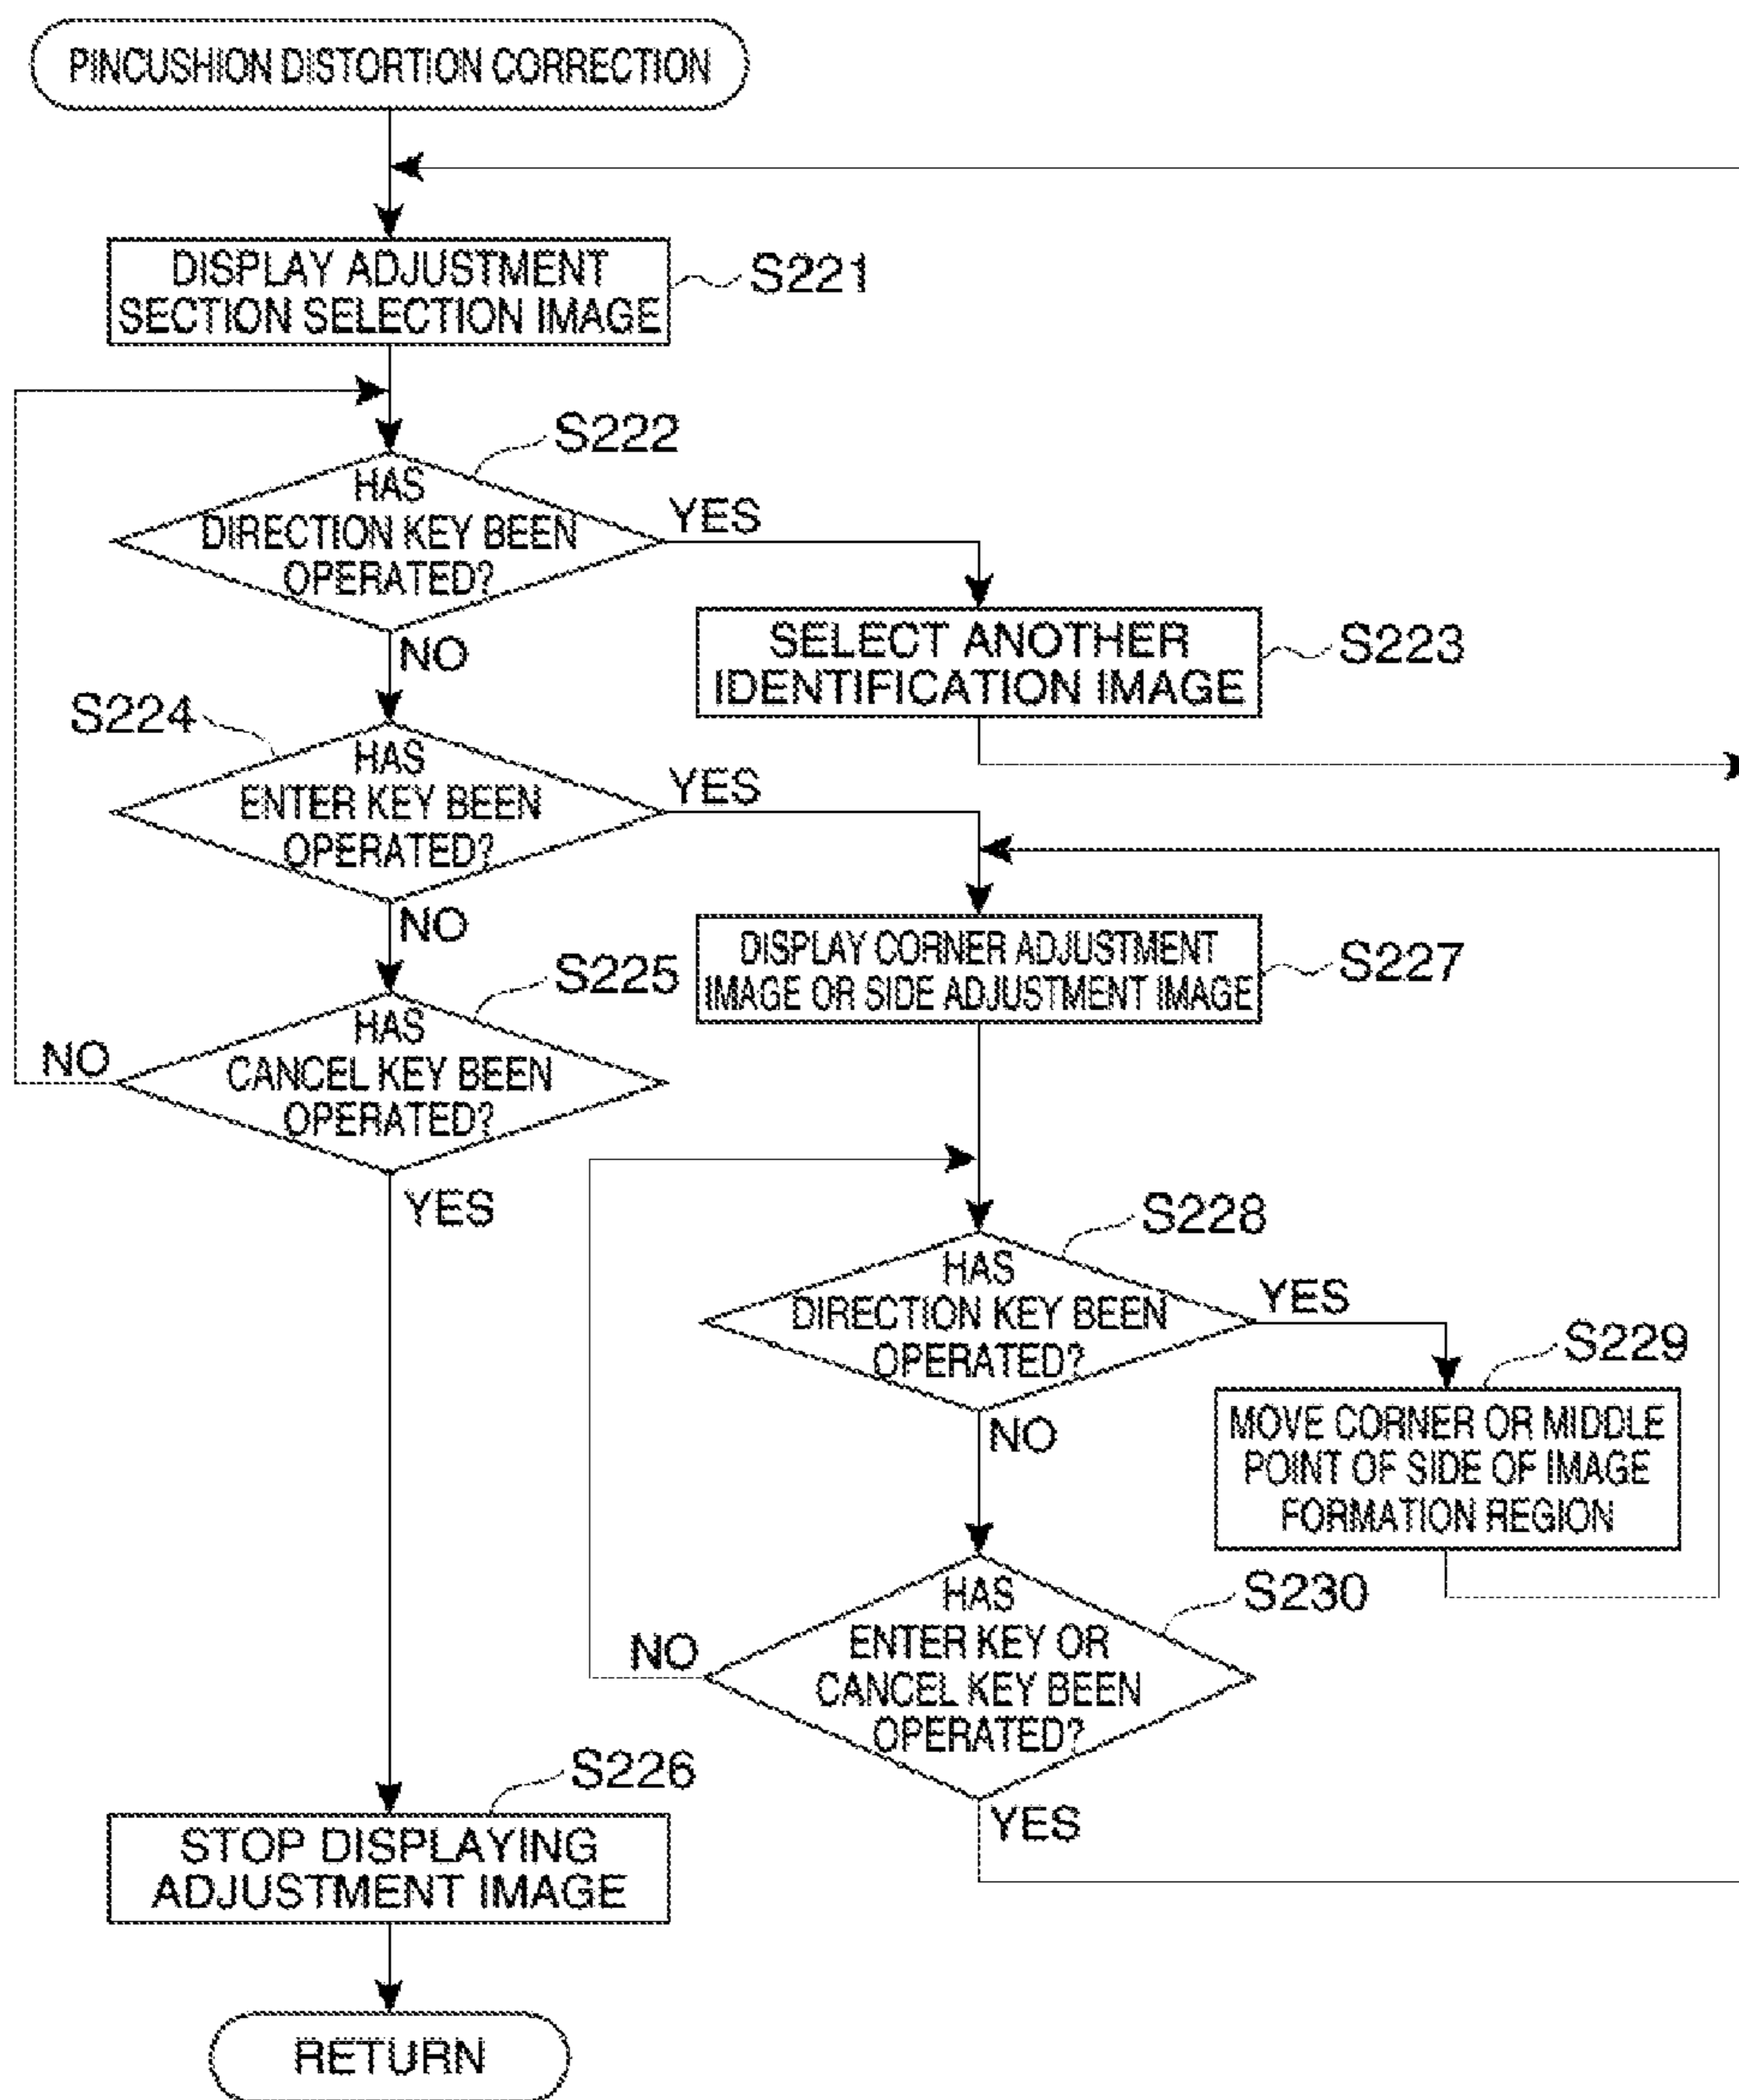 PINCUSHION DISTORTION CORRECTION
DISPLAY ADJUSTMENT
SECTION SELECTION IMAGE
S221
S222
HAS
DIRECTION KEY BEEN
OPERATED?
YES
NO
SELECT ANOTHER
IDENTIFICATION IMAGE
S223
S224
HAS
ENTER KEY BEEN
OPERATED?
YES
NO
S225
HAS
CANCEL KEY BEEN
OPERATED?
NO
YES
DISPLAY CORNER ADJUSTMENT
IMAGE OR SIDE ADJUSTMENT IMAGE
S227
S228
HAS
DIRECTION KEY BEEN
OPERATED?
YES
NO
S229
MOVE CORNER OR MIDDLE
POINT OF SIDE OF IMAGE
FORMATION REGION
S230
HAS
ENTER KEY OR
CANCEL KEY BEEN
OPERATED?
NO
YES
S226
STOP DISPLAYING
ADJUSTMENT IMAGE
RETURN